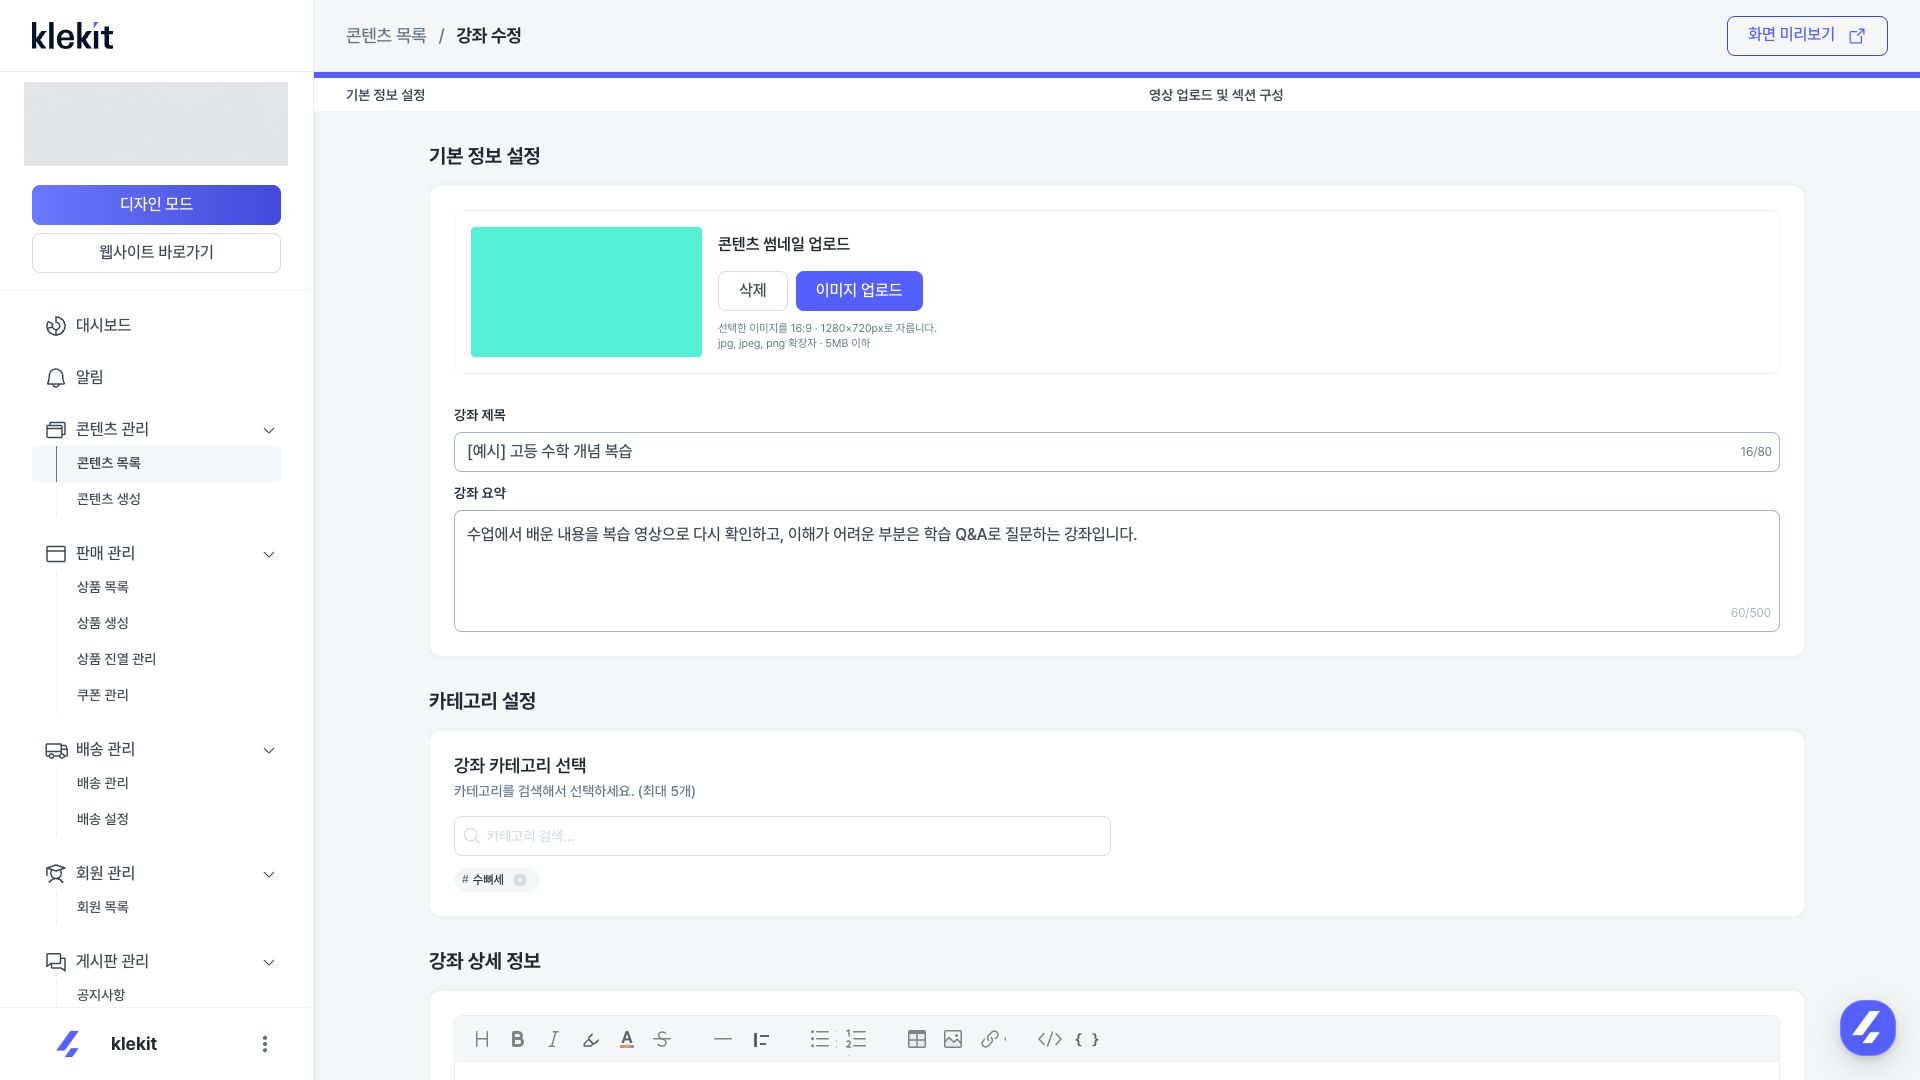 klekit
콘텐츠 목록 / 강좌 수정
화면 미리보기
기본 정보 설정
영상 업로드 및 섹션 구성
디자인 모드
웹사이트 바로가기
대시보드
알림
콘텐츠 관리
콘텐츠 목록
콘텐츠 생성
판매 관리
상품 목록
상품 생성
상품 진열 관리
쿠폰 관리
배송 관리
배송 관리
배송 설정
회원 관리
회원 목록
게시판 관리
공지사항
klekit
기본 정보 설정
콘텐츠 썸네일 업로드
삭제
이미지 업로드
선택한 이미지를 16:9 · 1280×720px로 자릅니다.
jpg, jpeg, png 확장자 · 5MB 이하
강좌 제목
[예시] 고등 수학 개념 복습
16/80
강좌 요약
수업에서 배운 내용을 복습 영상으로 다시 확인하고, 이해가 어려운 부분은 학습 Q&A로 질문하는 강좌입니다.
60/500
카테고리 설정
강좌 카테고리 선택
카테고리를 검색해서 선택하세요. (최대 5개)
카테고리 검색...
# 수뼈세
강좌 상세 정보